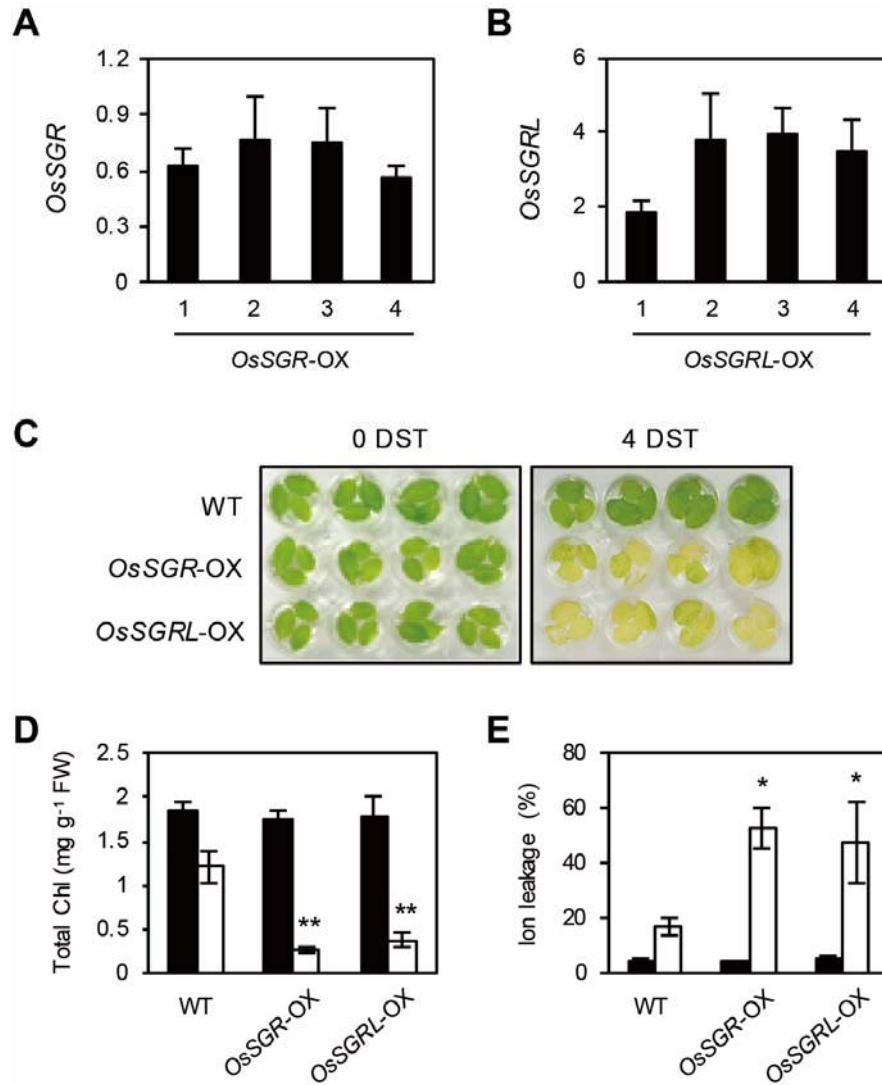 A
OsSGR
1.2
0.9
0.6
0.3
0
1 2 3 4
OsSGR-OX
B
OsSGRL
6
4
2
0
1 2 3 4
OsSGRL-OX
C
0 DST 4 DST
WT
OsSGR-OX
OsSGRL-OX
D
Total Chl (mg g-1 FW)
2.5
2
1.5
1
0.5
0
** **
WT OsSGR-OX OsSGRL-OX
E
Ion leakage (%)
80
60
40
20
0
* *
WT OsSGR-OX OsSGRL-OX